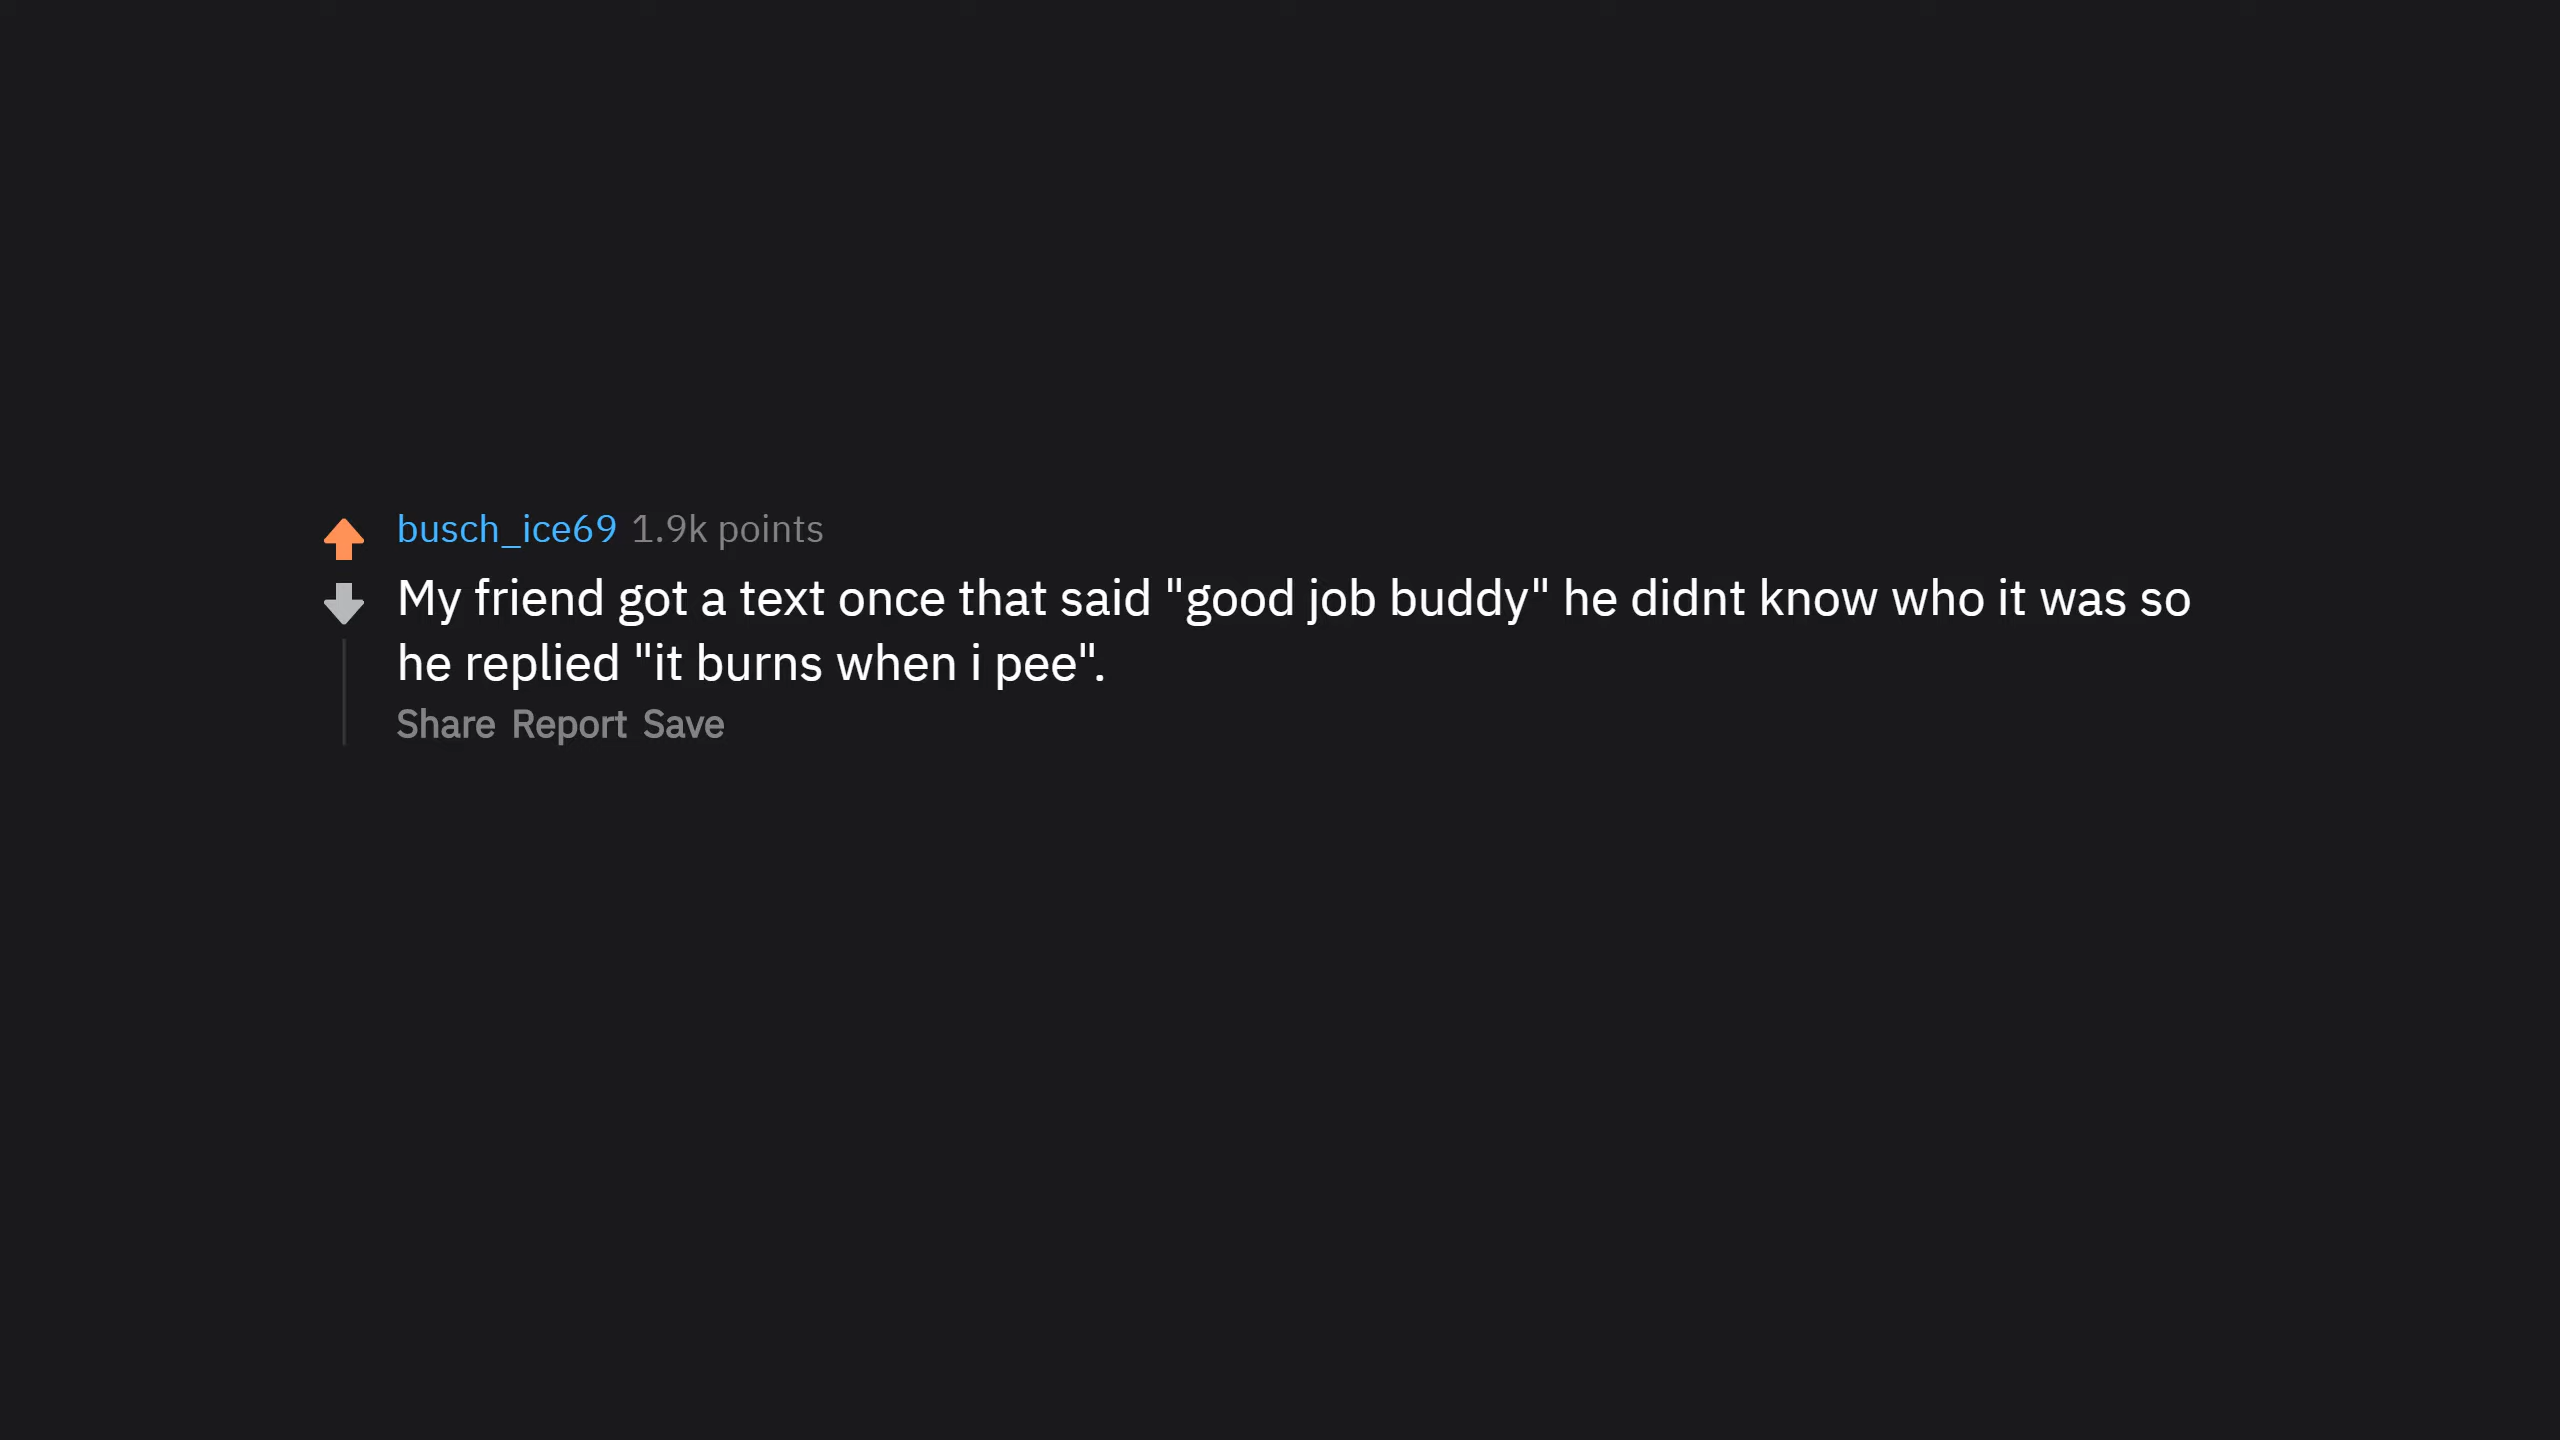 busch_ice69 1.9k points
My friend got a text once that said "good job buddy" he didnt know who it was so
he replied "it burns when i pee".
Share Report Save